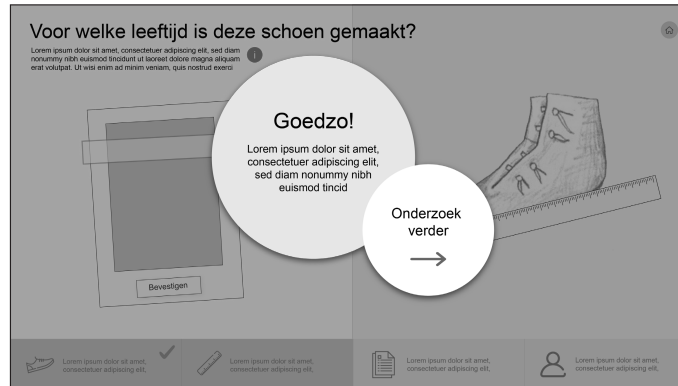 Voor welke leeftijd is deze schoen gemaakt?
Lorem ipsum dolor sit amet, consectetuer adipiscing elit, sed diam
nonummy nibh euismod tincidunt ut laoreet dolore magna aliquam
erat volutpat. Ut wisi enim ad minim veniam, quis nostrud exerci
i
Goedzo!
Lorem ipsum dolor sit amet,
consectetuer adipiscing elit,
sed diam nonummy nibh
euismod tincid
Onderzoek
verder
Bevestigen
Lorem ipsum dolor sit amet,
consectetuer adipiscing elit,
Lorem ipsum dolor sit amet,
consectetuer adipiscing elit,
Lorem ipsum dolor sit amet,
consectetuer adipiscing elit,
Lorem ipsum dolor sit amet,
consectetuer adipiscing elit,